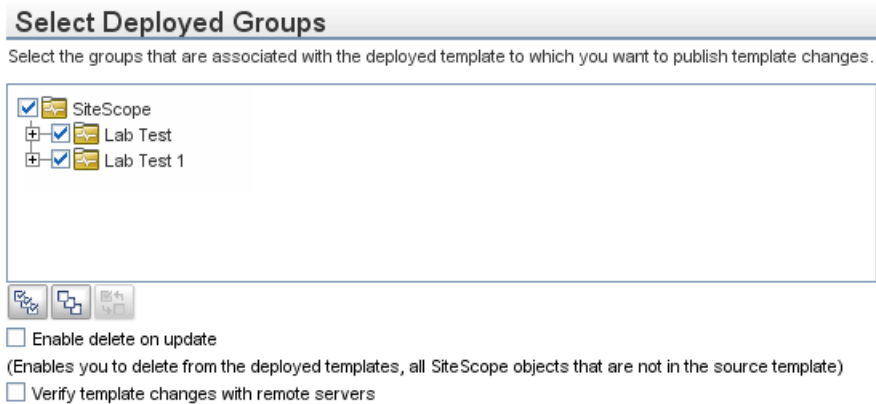 Select Deployed Groups
Select the groups that are associated with the deployed template to which you want to publish template changes.
SiteScope
Lab Test
Lab Test 1
Enable delete on update
(Enables you to delete from the deployed templates, all SiteScope objects that are not in the source template)
Verify template changes with remote servers